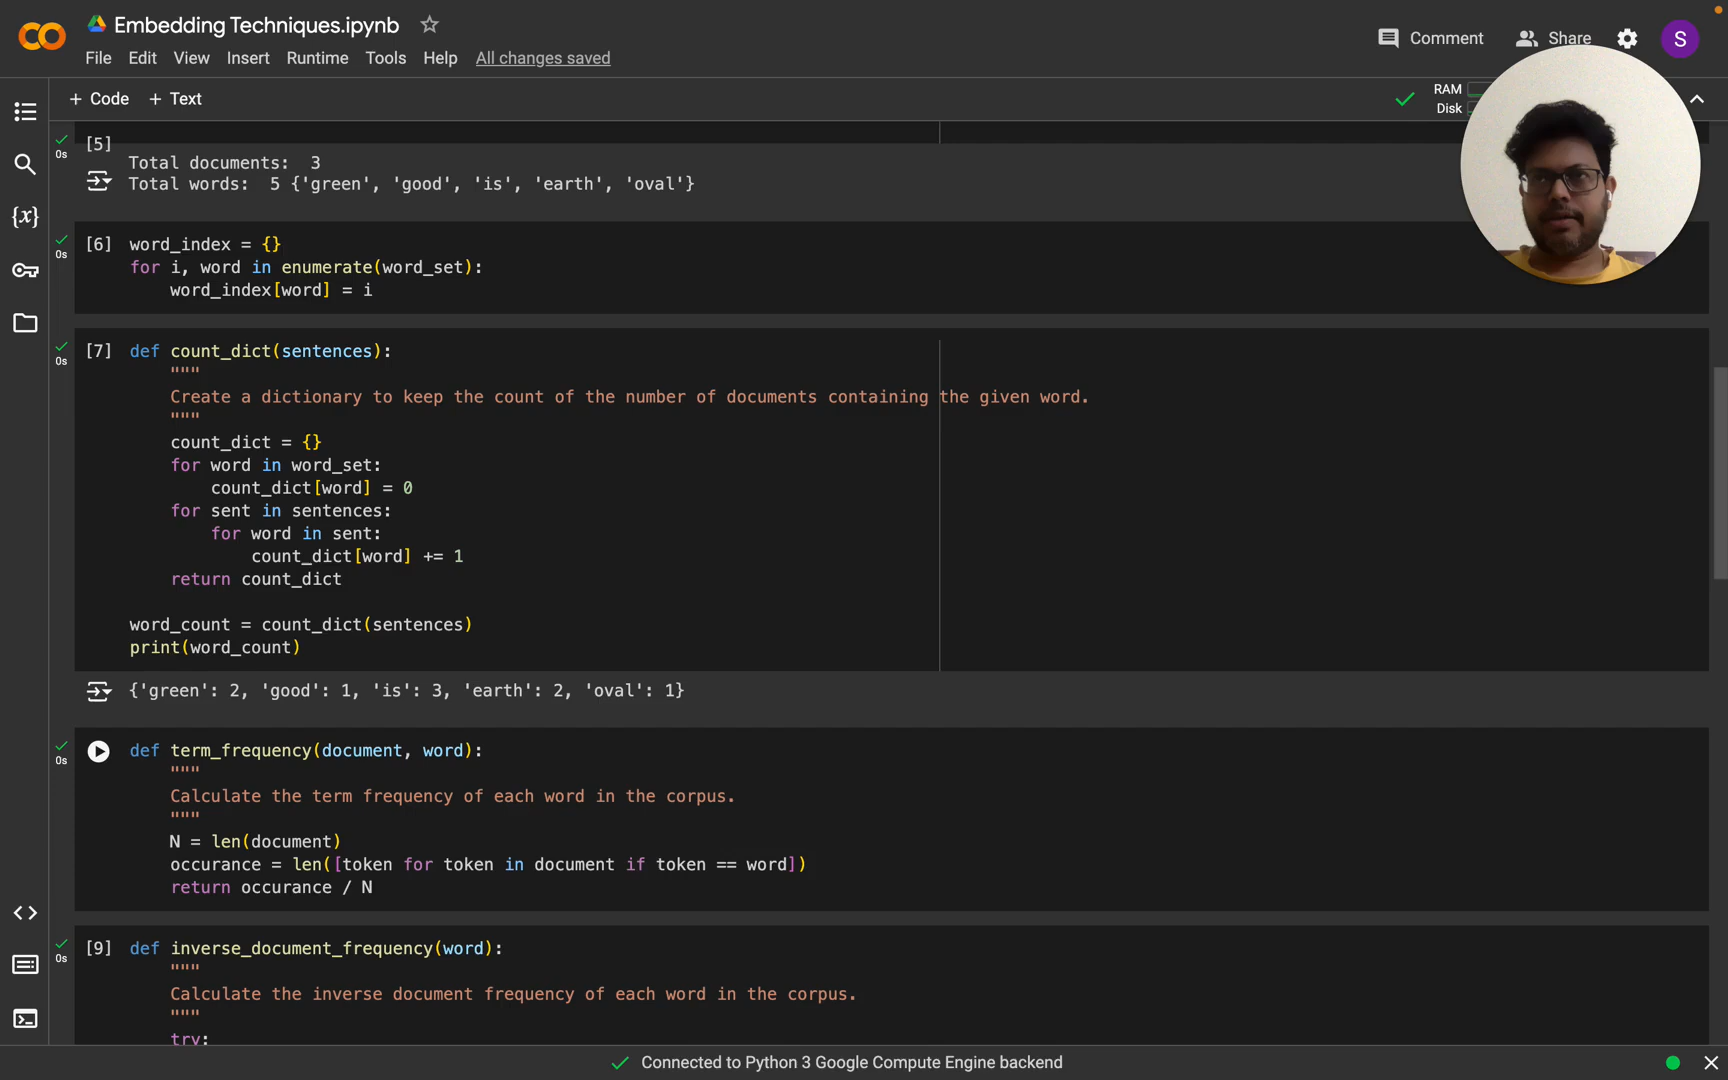 Embedding Techniques.ipynb
File Edit View Insert Runtime Tools Help All changes saved
Comment Share S
+ Code + Text
RAM
Disk
[5]
0s
Total documents:  3
Total words:  5 {'green', 'good', 'is', 'earth', 'oval'}
{x}
[6] word_index = {}
0s
for i, word in enumerate(word_set):
    word_index[word] = i
[7] def count_dict(sentences):
0s
    """
    Create a dictionary to keep the count of the number of documents containing the given word.
    """
    count_dict = {}
    for word in word_set:
        count_dict[word] = 0
    for sent in sentences:
        for word in sent:
            count_dict[word] += 1
    return count_dict
word_count = count_dict(sentences)
print(word_count)
{'green': 2, 'good': 1, 'is': 3, 'earth': 2, 'oval': 1}
def term_frequency(document, word):
0s
    """
    Calculate the term frequency of each word in the corpus.
    """
    N = len(document)
    occurance = len([token for token in document if token == word])
    return occurance / N
[9] def inverse_document_frequency(word):
0s
    """
    Calculate the inverse document frequency of each word in the corpus.
    """
    try:
Connected to Python 3 Google Compute Engine backend